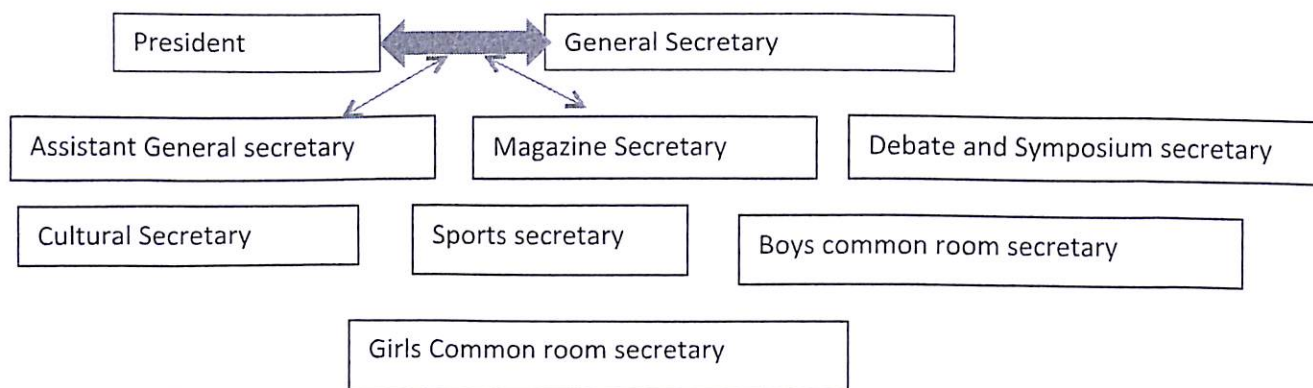 President
General Secretary
Assistant General secretary
Magazine Secretary
Debate and Symposium secretary
Cultural Secretary
Sports secretary
Boys common room secretary
Girls Common room secretary